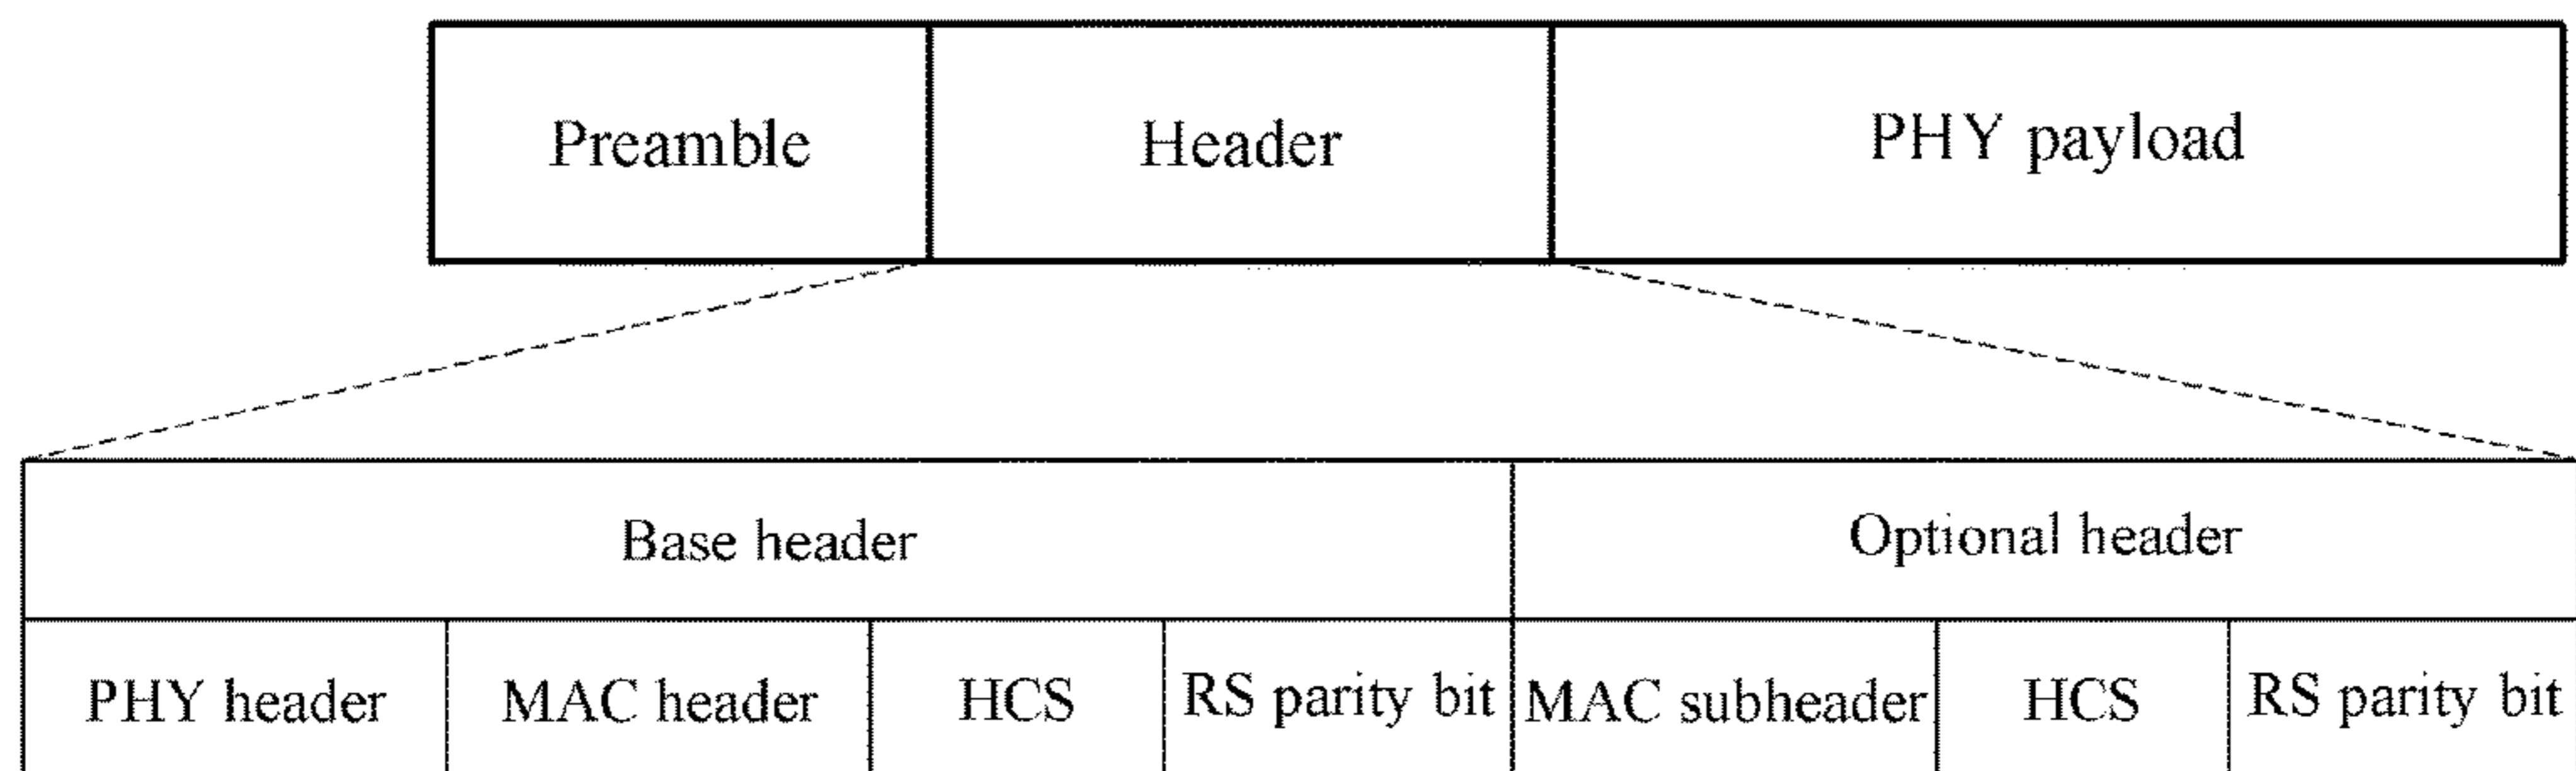 Preamble Header PHY payload
Base header Optional header
PHY header MAC header HCS RS parity bit MAC subheader HCS RS parity bit